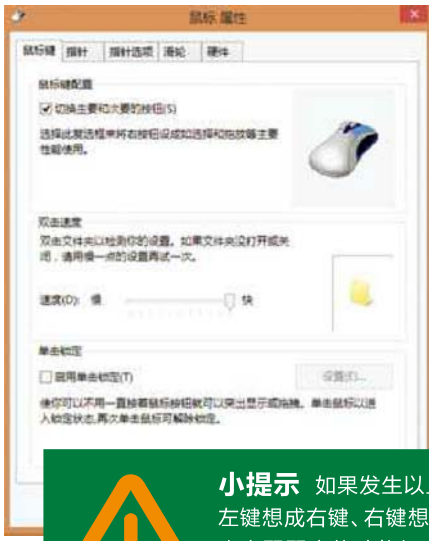 鼠标 属性
鼠标键 指针 指针选项 滑轮 硬件
鼠标键配置
切换主要和次要的按钮(S)
选择此复选框来将右按钮设成如选择和拖放等主要
性能使用。
双击速度
双击文件夹以检测你的设置。如果文件夹没打开或关
闭，请用慢一点的设置再试一次。
速度(D): 慢 快
单击锁定
启用单击锁定(T)
设置(E)...
使你可以不用一直按着鼠标按钮就可以突出显示或拖拽。单击鼠标以进
入锁定状态,再次单击鼠标可解除锁定。
小提示 如果发生以
左键想成右键、右键想